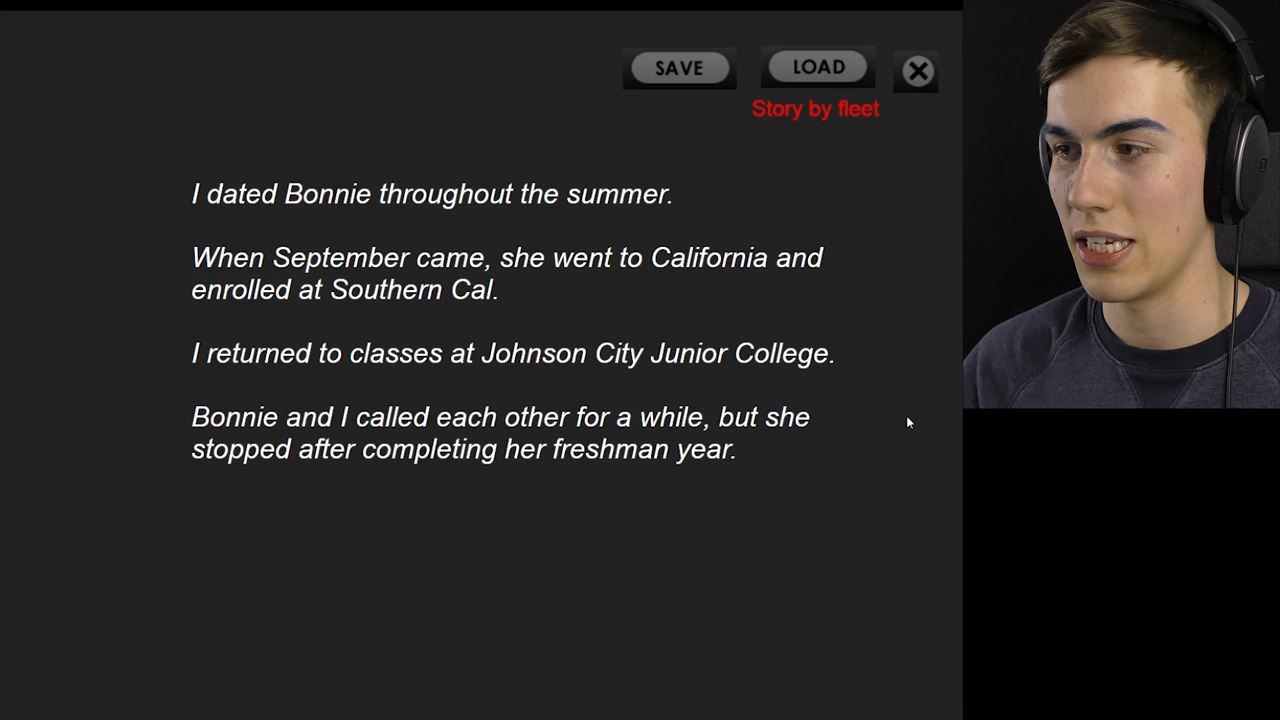 SAVE
LOAD
Story by fleet
I dated Bonnie throughout the summer.
When September came, she went to California and
enrolled at Southern Cal.
I returned to classes at Johnson City Junior College.
Bonnie and I called each other for a while, but she
stopped after completing her freshman year.